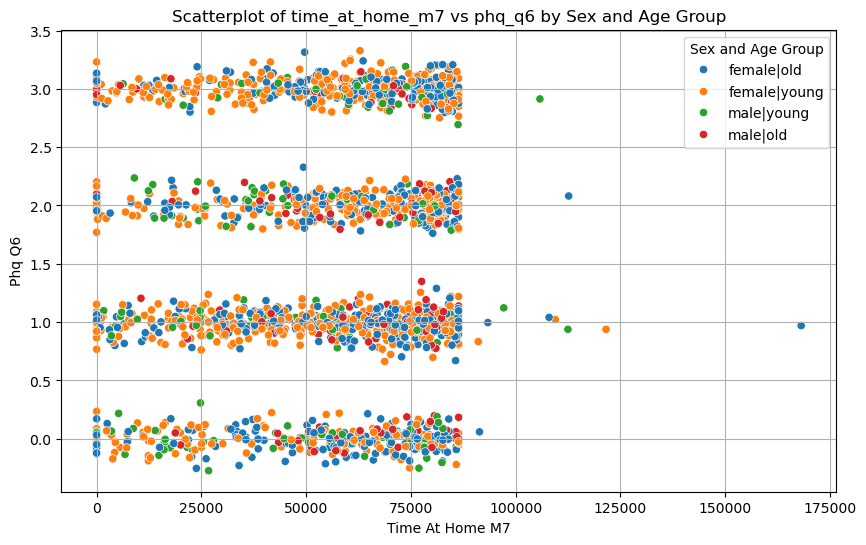 Scatterplot of time_at_home_m7 vs phq_q6 by Sex and Age Group
Sex and Age Group
female|old
female|young
male|young
male|old
Phq Q6
3.5
3.0
2.5
2.0
1.5
1.0
0.5
0.0
0
25000
50000
75000
100000
125000
150000
175000
Time At Home M7